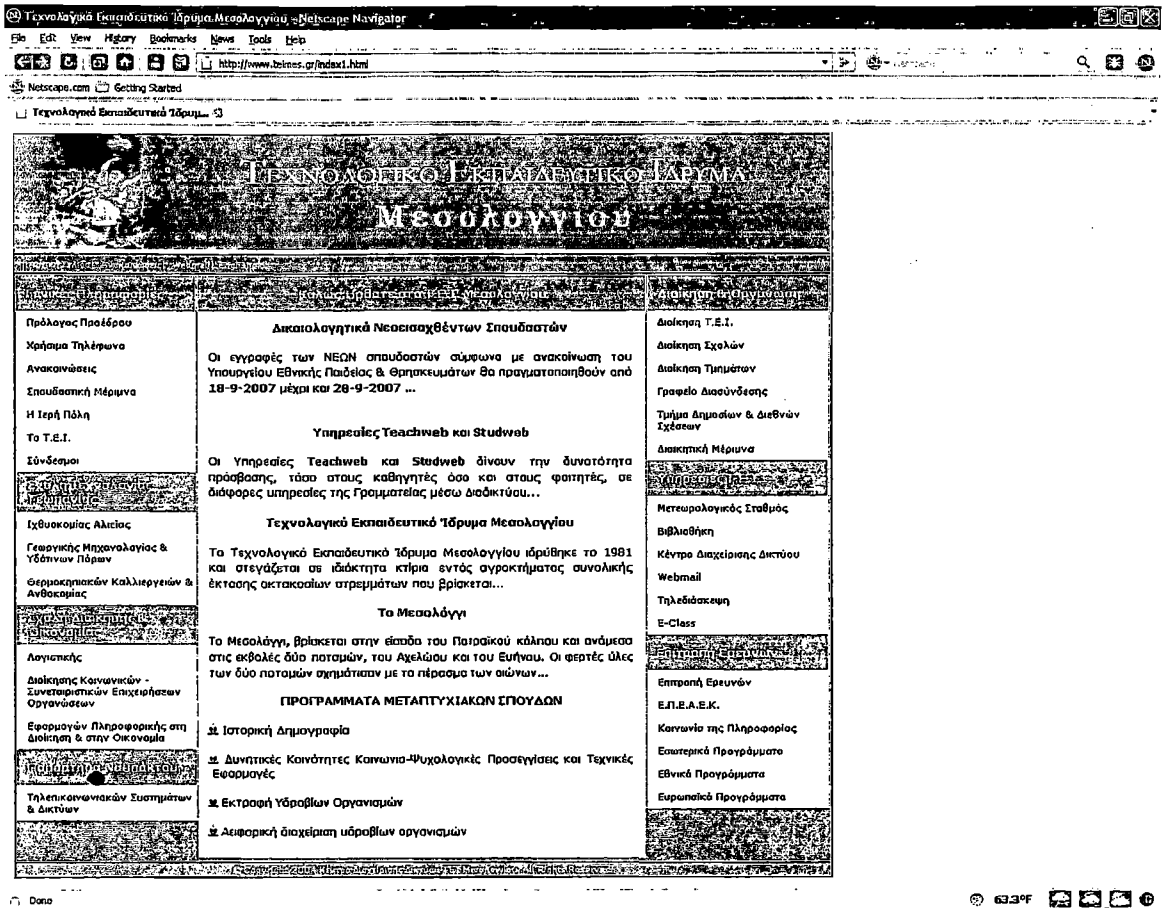 Τεχνολογικό Εκπαιδευτικό Ίδρυμα Μεσολογγίου - Netscape Navigator
File Edit View History Bookmarks News Tools Help
http://www.teimes.gr/index1.html
Netscape.com Getting Started
Τεχνολογικό Εκπαιδευτικό Ίδρυμ...
ΤΕΧΝΟΛΟΓΙΚΟ ΕΚΠΑΙΔΕΥΤΙΚΟ ΙΔΡΥΜΑ
Μεσολογγίου
Πρόλογος Προέδρου
Χρήσιμα Τηλέφωνα
Ανακοινώσεις
Σπουδαστική Μέριμνα
Η Ιερή Πόλη
Το Τ.Ε.Ι.
Σύνδεσμοι
Ιχθυοκομίας Αλιείας
Γεωργικής Μηχανολογίας &
Υδάτινων Πόρων
Θερμοκηπιακών Καλλιεργειών &
Ανθοκομίας
Λογιστικής
Διοίκησης Κοινωνικών -
Συνεταιριστικών Επιχειρήσεων
Οργανώσεων
Εφαρμογών Πληροφορικής στη
Διοίκηση & στην Οικονομία
Παράρτημα Ναυπάκτου
Τηλεπικοινωνιακών Συστημάτων
& Δικτύων
Δικαιολογητικά Νεοεισαχθέντων Σπουδαστών
Οι εγγραφές των ΝΕΩΝ σπουδαστών σύμφωνα με ανακοίνωση του
Υπουργείου Εθνικής Παιδείας & Θρησκευμάτων θα πραγματοποιηθούν από
18-9-2007 μέχρι και 28-9-2007 ...
Υπηρεσίες Teachweb και Studweb
Οι Υπηρεσίες Teachweb και Studweb δίνουν την δυνατότητα
πρόσβασης, τόσο στους καθηγητές όσο και στους φοιτητές, σε
διάφορες υπηρεσίες της Γραμματείας μέσω Διαδικτύου...
Τεχνολογικό Εκπαιδευτικό Ίδρυμα Μεσολογγίου
Το Τεχνολογικό Εκπαιδευτικό Ίδρυμα Μεσολογγίου ιδρύθηκε το 1981
και στεγάζεται σε ιδιόκτητα κτίρια εντός αγροκτήματος συνολικής
έκτασης οκτακοσίων στρεμμάτων που βρίσκεται...
Το Μεσολόγγι
Το Μεσολόγγι, βρίσκεται στην είσοδο του Πατραϊκού κόλπου και ανάμεσα
στις εκβολές δύο ποταμών, του Αχελώου και του Ευήνου. Οι φερτές ύλες
των δύο ποταμών σχημάτισαν με το πέρασμα των αιώνων...
ΠΡΟΓΡΑΜΜΑΤΑ ΜΕΤΑΠΤΥΧΙΑΚΩΝ ΣΠΟΥΔΩΝ
Ιστορική Δημογραφία
Δυνητικές Κοινότητες Κοινωνιο-Ψυχολογικές Προσεγγίσεις και Τεχνικές
Εφαρμογές
Εκτροφή Υδροβίων Οργανισμών
Αειφορική διαχείριση υδροβίων οργανισμών
Διοίκηση Τ.Ε.Ι.
Διοίκηση Σχολών
Διοίκηση Τμημάτων
Γραφείο Διασύνδεσης
Τμήμα Δημοσίων & Διεθνών
Σχέσεων
Διοικητική Μέριμνα
Μετεωρολογικός Σταθμός
Βιβλιοθήκη
Κέντρο Διαχείρισης Δικτύου
Webmail
Τηλεδιάσκεψη
E-Class
Επιτροπή Ερευνών
Ε.Π.Ε.Α.Ε.Κ.
Κοινωνία της Πληροφορίας
Εσωτερικά Προγράμματα
Εθνικά Προγράμματα
Ευρωπαϊκά Προγράμματα
Done
63.3°F